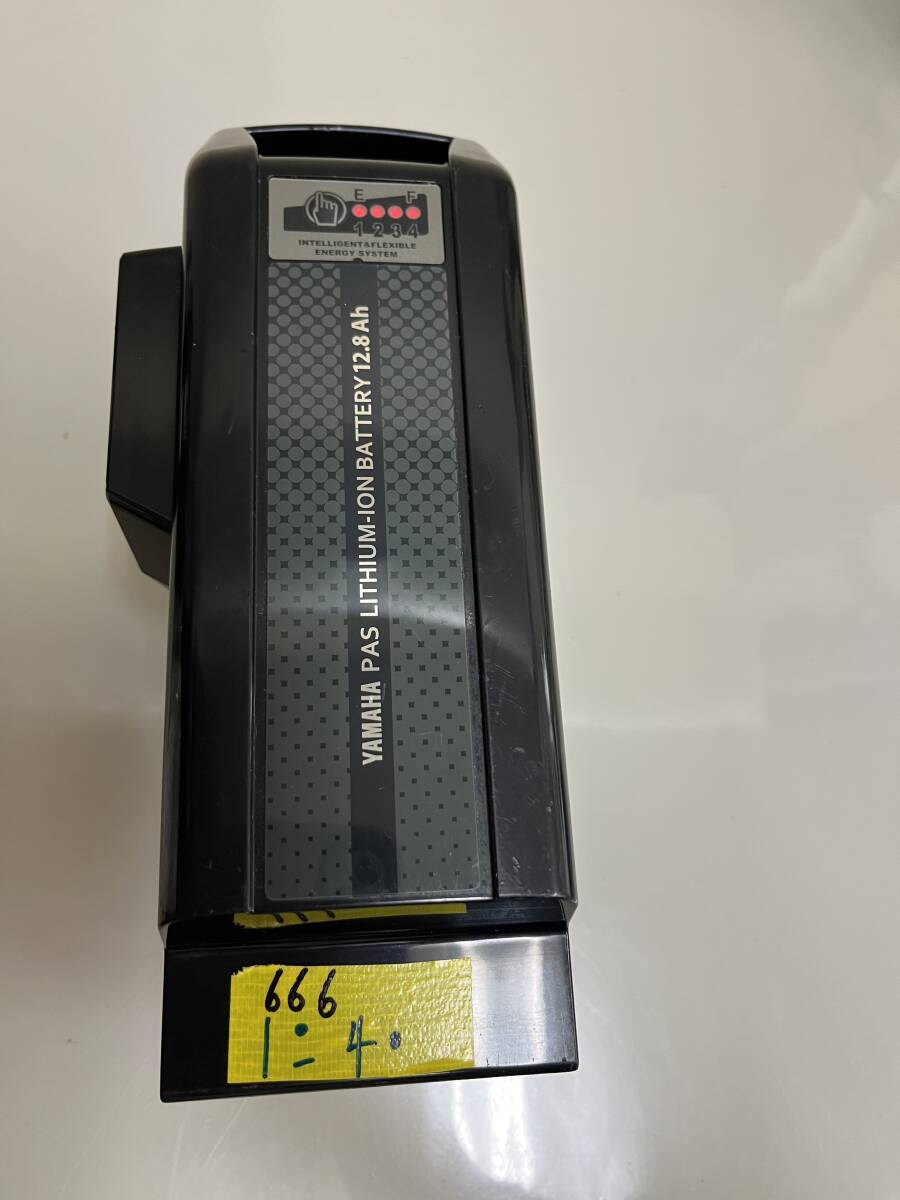 E F
1 2 3 4
INTELLIGENT&FLEXIBLE
ENERGY SYSTEM
YAMAHA PAS LITHIUM-ION BATTERY 12.8Ah
666
1:-4•